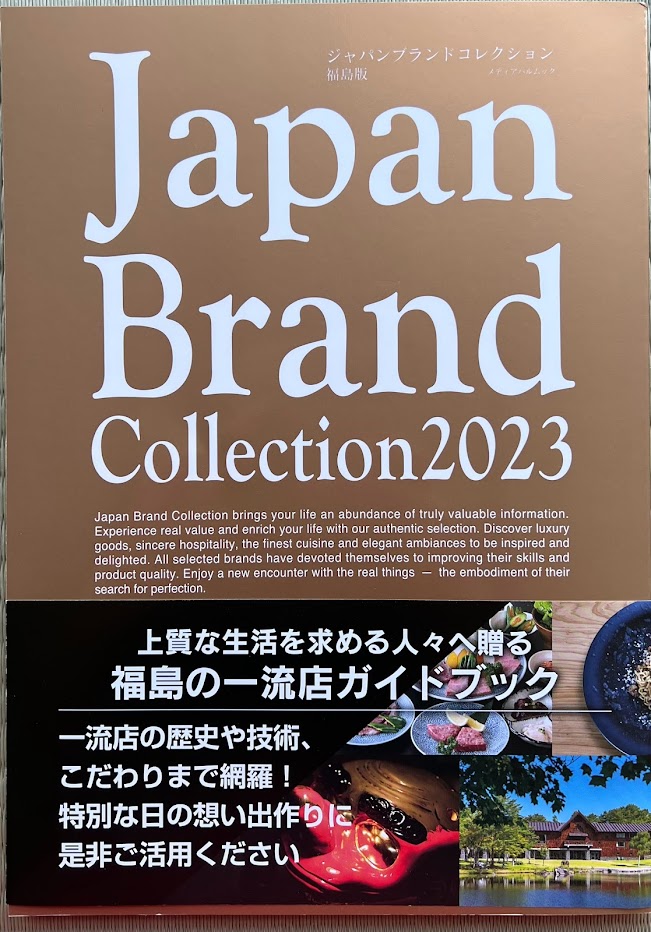 ジャパンブランドコレクション
福島版
メディアパルムック
Japan
Brand
Collection2023
Japan Brand Collection brings your life an abundance of truly valuable information.
Experience real value and enrich your life with our authentic selection. Discover luxury
goods, sincere hospitality, the finest cuisine and elegant ambiances to be inspired and
delighted. All selected brands have devoted themselves to improving their skills and
product quality. Enjoy a new encounter with the real things — the embodiment of their
search for perfection.
上質な生活を求める人々へ贈る
福島の一流店ガイドブック
一流店の歴史や技術、
こだわりまで網羅！
特別な日の想い出作りに
是非ご活用ください